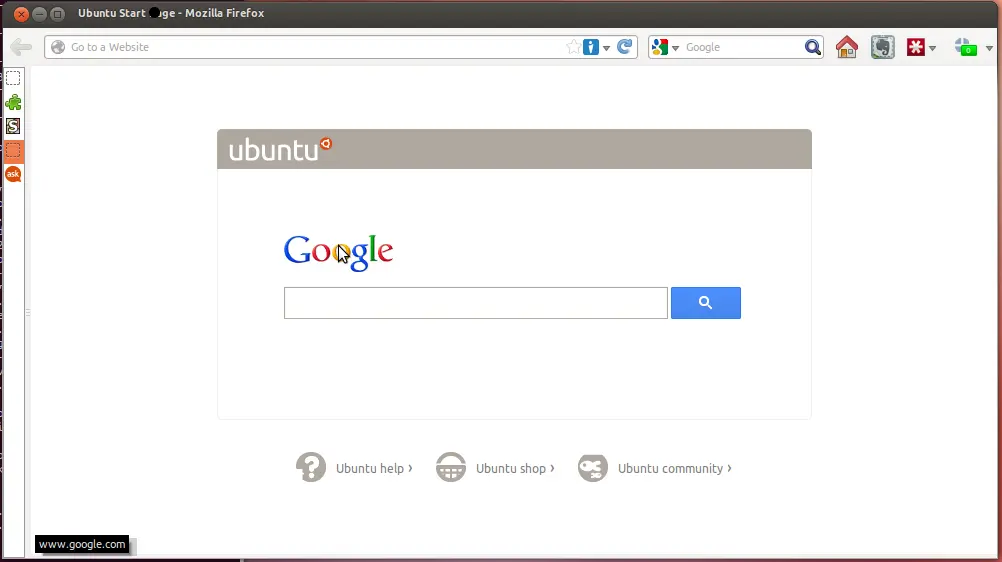 Ubuntu Start ge - Mozilla Firefox
Go to a Website
Google
0
S
ask
ubuntu
Google
Ubuntu help ›
Ubuntu shop ›
Ubuntu community ›
www.google.com